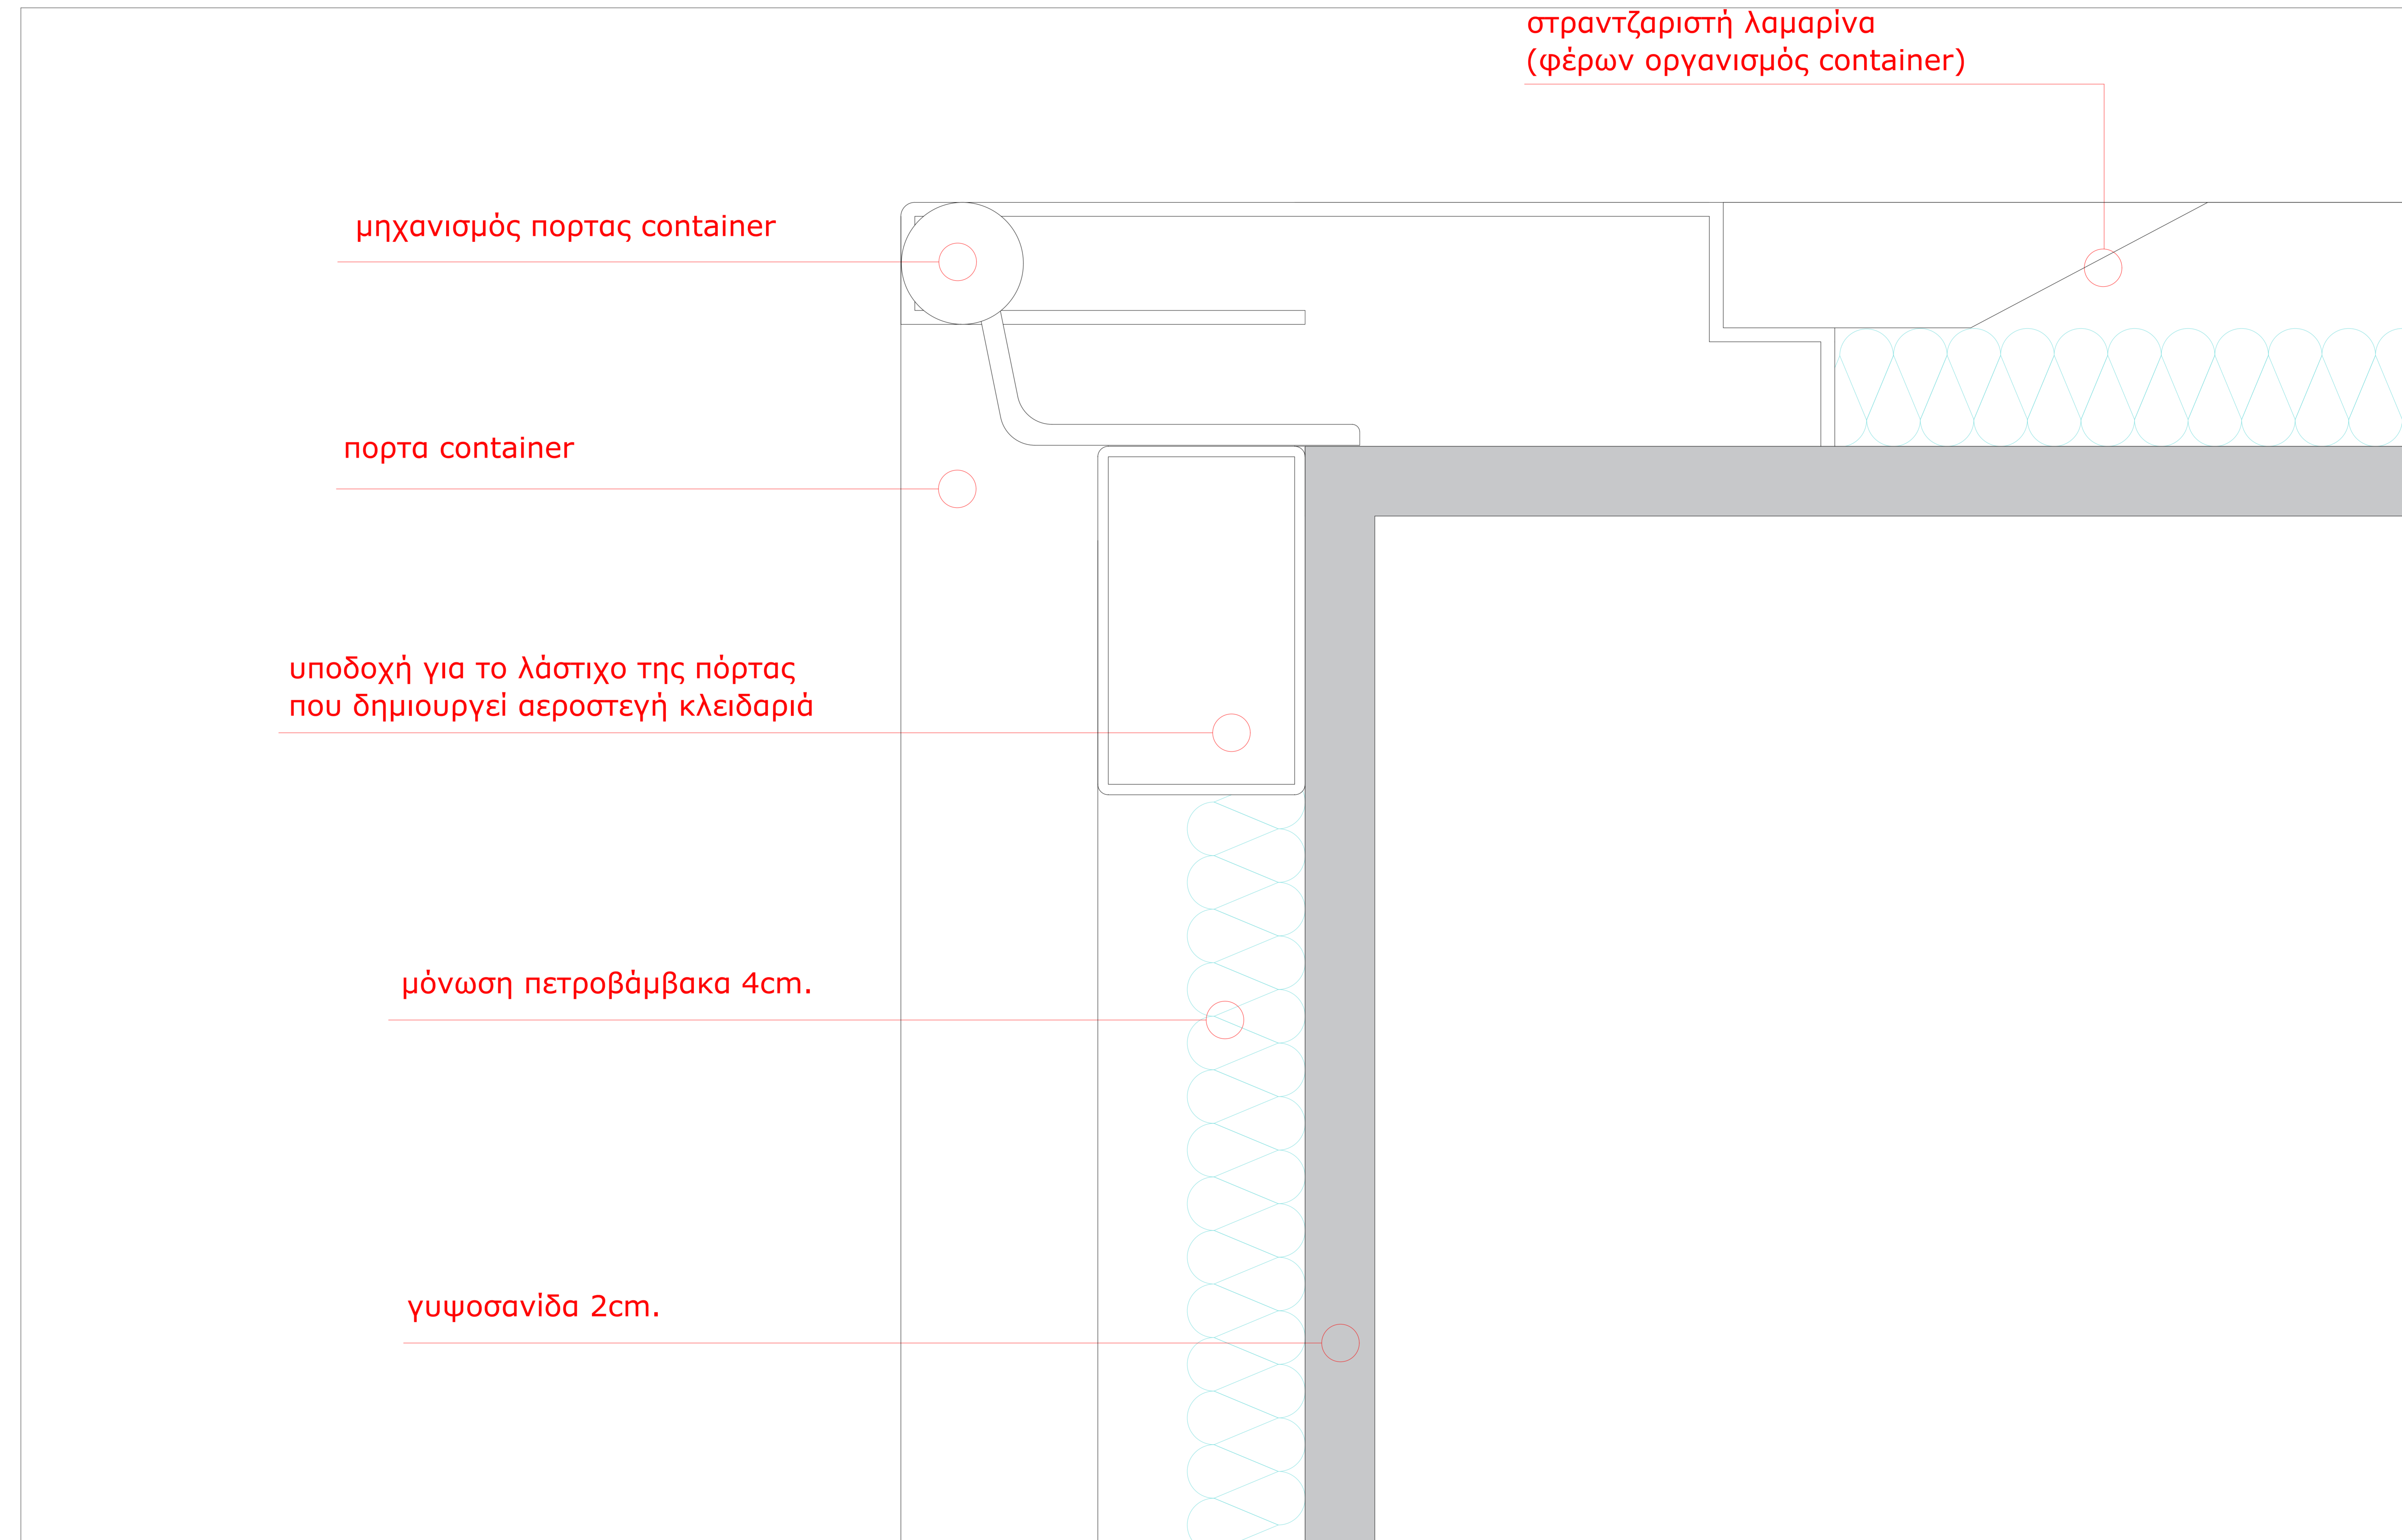 στραντζαριστή λαμαρίνα
(φέρων οργανισμός container)
μηχανισμός πορτας container
πορτα container
υποδοχή για το λάστιχο της πόρτας
που δημιουργεί αεροστεγή κλειδαριά
μόνωση πετροβάμβακα 4cm.
γυψοσανίδα 2cm.